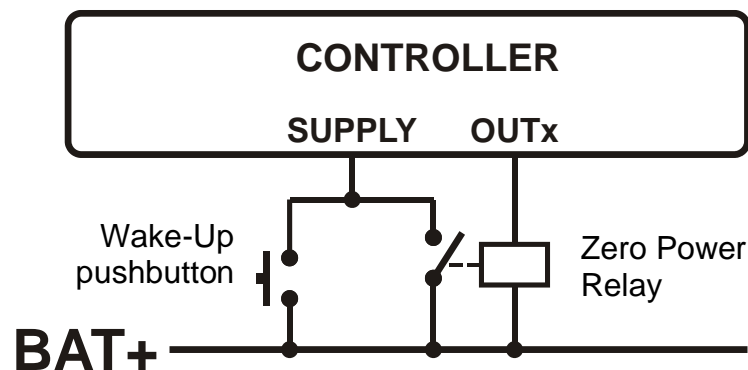 CONTROLLER
SUPPLY OUTx
Wake-Up
pushbutton
Zero Power
Relay
BAT+